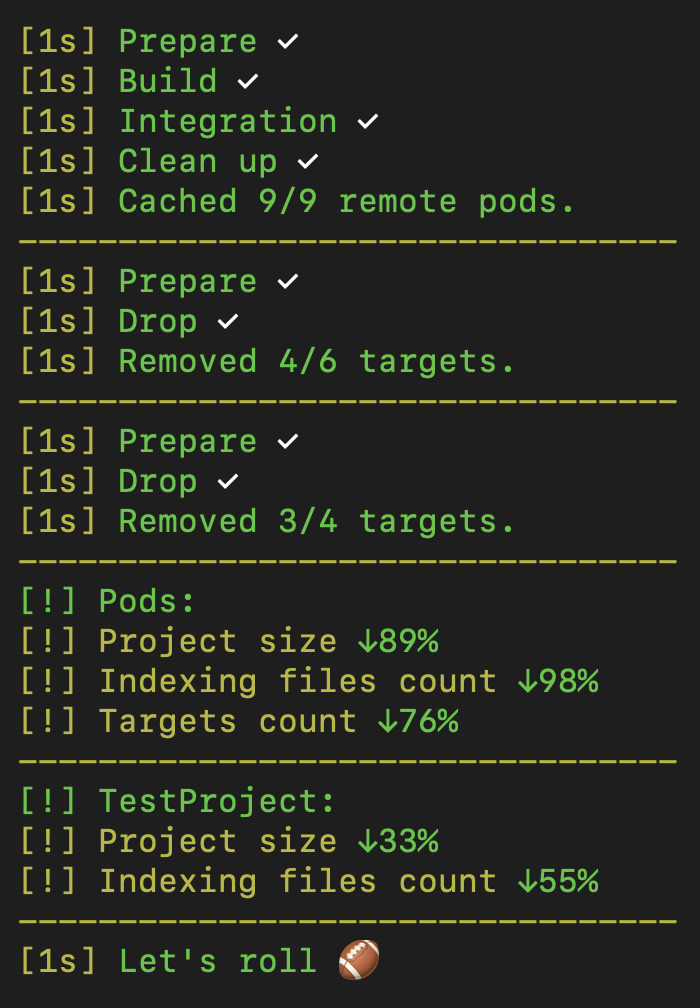 [1s] Prepare ✓
[1s] Build ✓
[1s] Integration ✓
[1s] Clean up ✓
[1s] Cached 9/9 remote pods.
---------------------------------
[1s] Prepare ✓
[1s] Drop ✓
[1s] Removed 4/6 targets.
---------------------------------
[1s] Prepare ✓
[1s] Drop ✓
[1s] Removed 3/4 targets.
---------------------------------
[!] Pods:
[!] Project size ↓89%
[!] Indexing files count ↓98%
[!] Targets count ↓76%
---------------------------------
[!] TestProject:
[!] Project size ↓33%
[!] Indexing files count ↓55%
---------------------------------
[1s] Let's roll 🏈